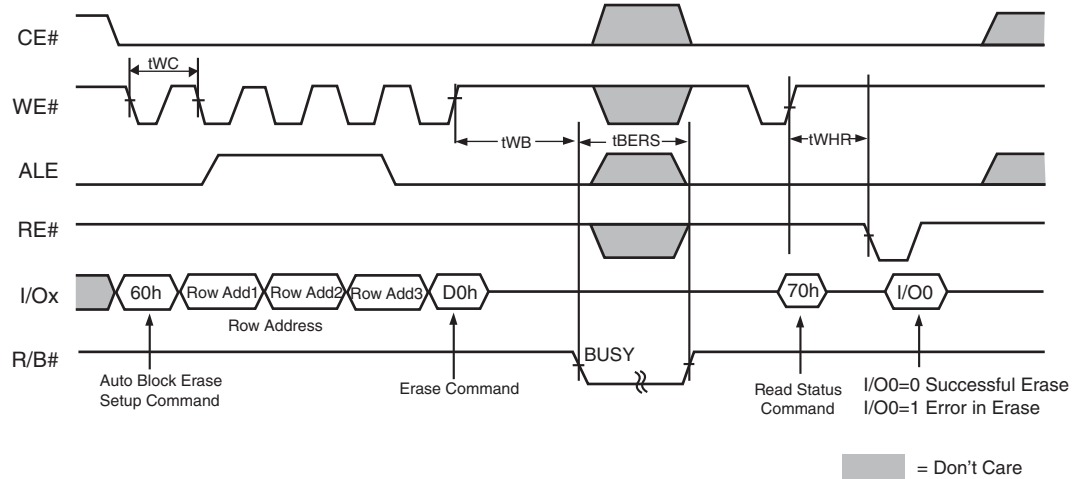 CE#
tWC
WE#
tWB
tBERS
tWHR
ALE
RE#
I/Ox
60h
Row Add1
Row Add2
Row Add3
D0h
70h
I/O0
Row Address
R/B#
BUSY
Auto Block Erase
Setup Command
Erase Command
Read Status
Command
I/O0=0 Successful Erase
I/O0=1 Error in Erase
= Don't Care